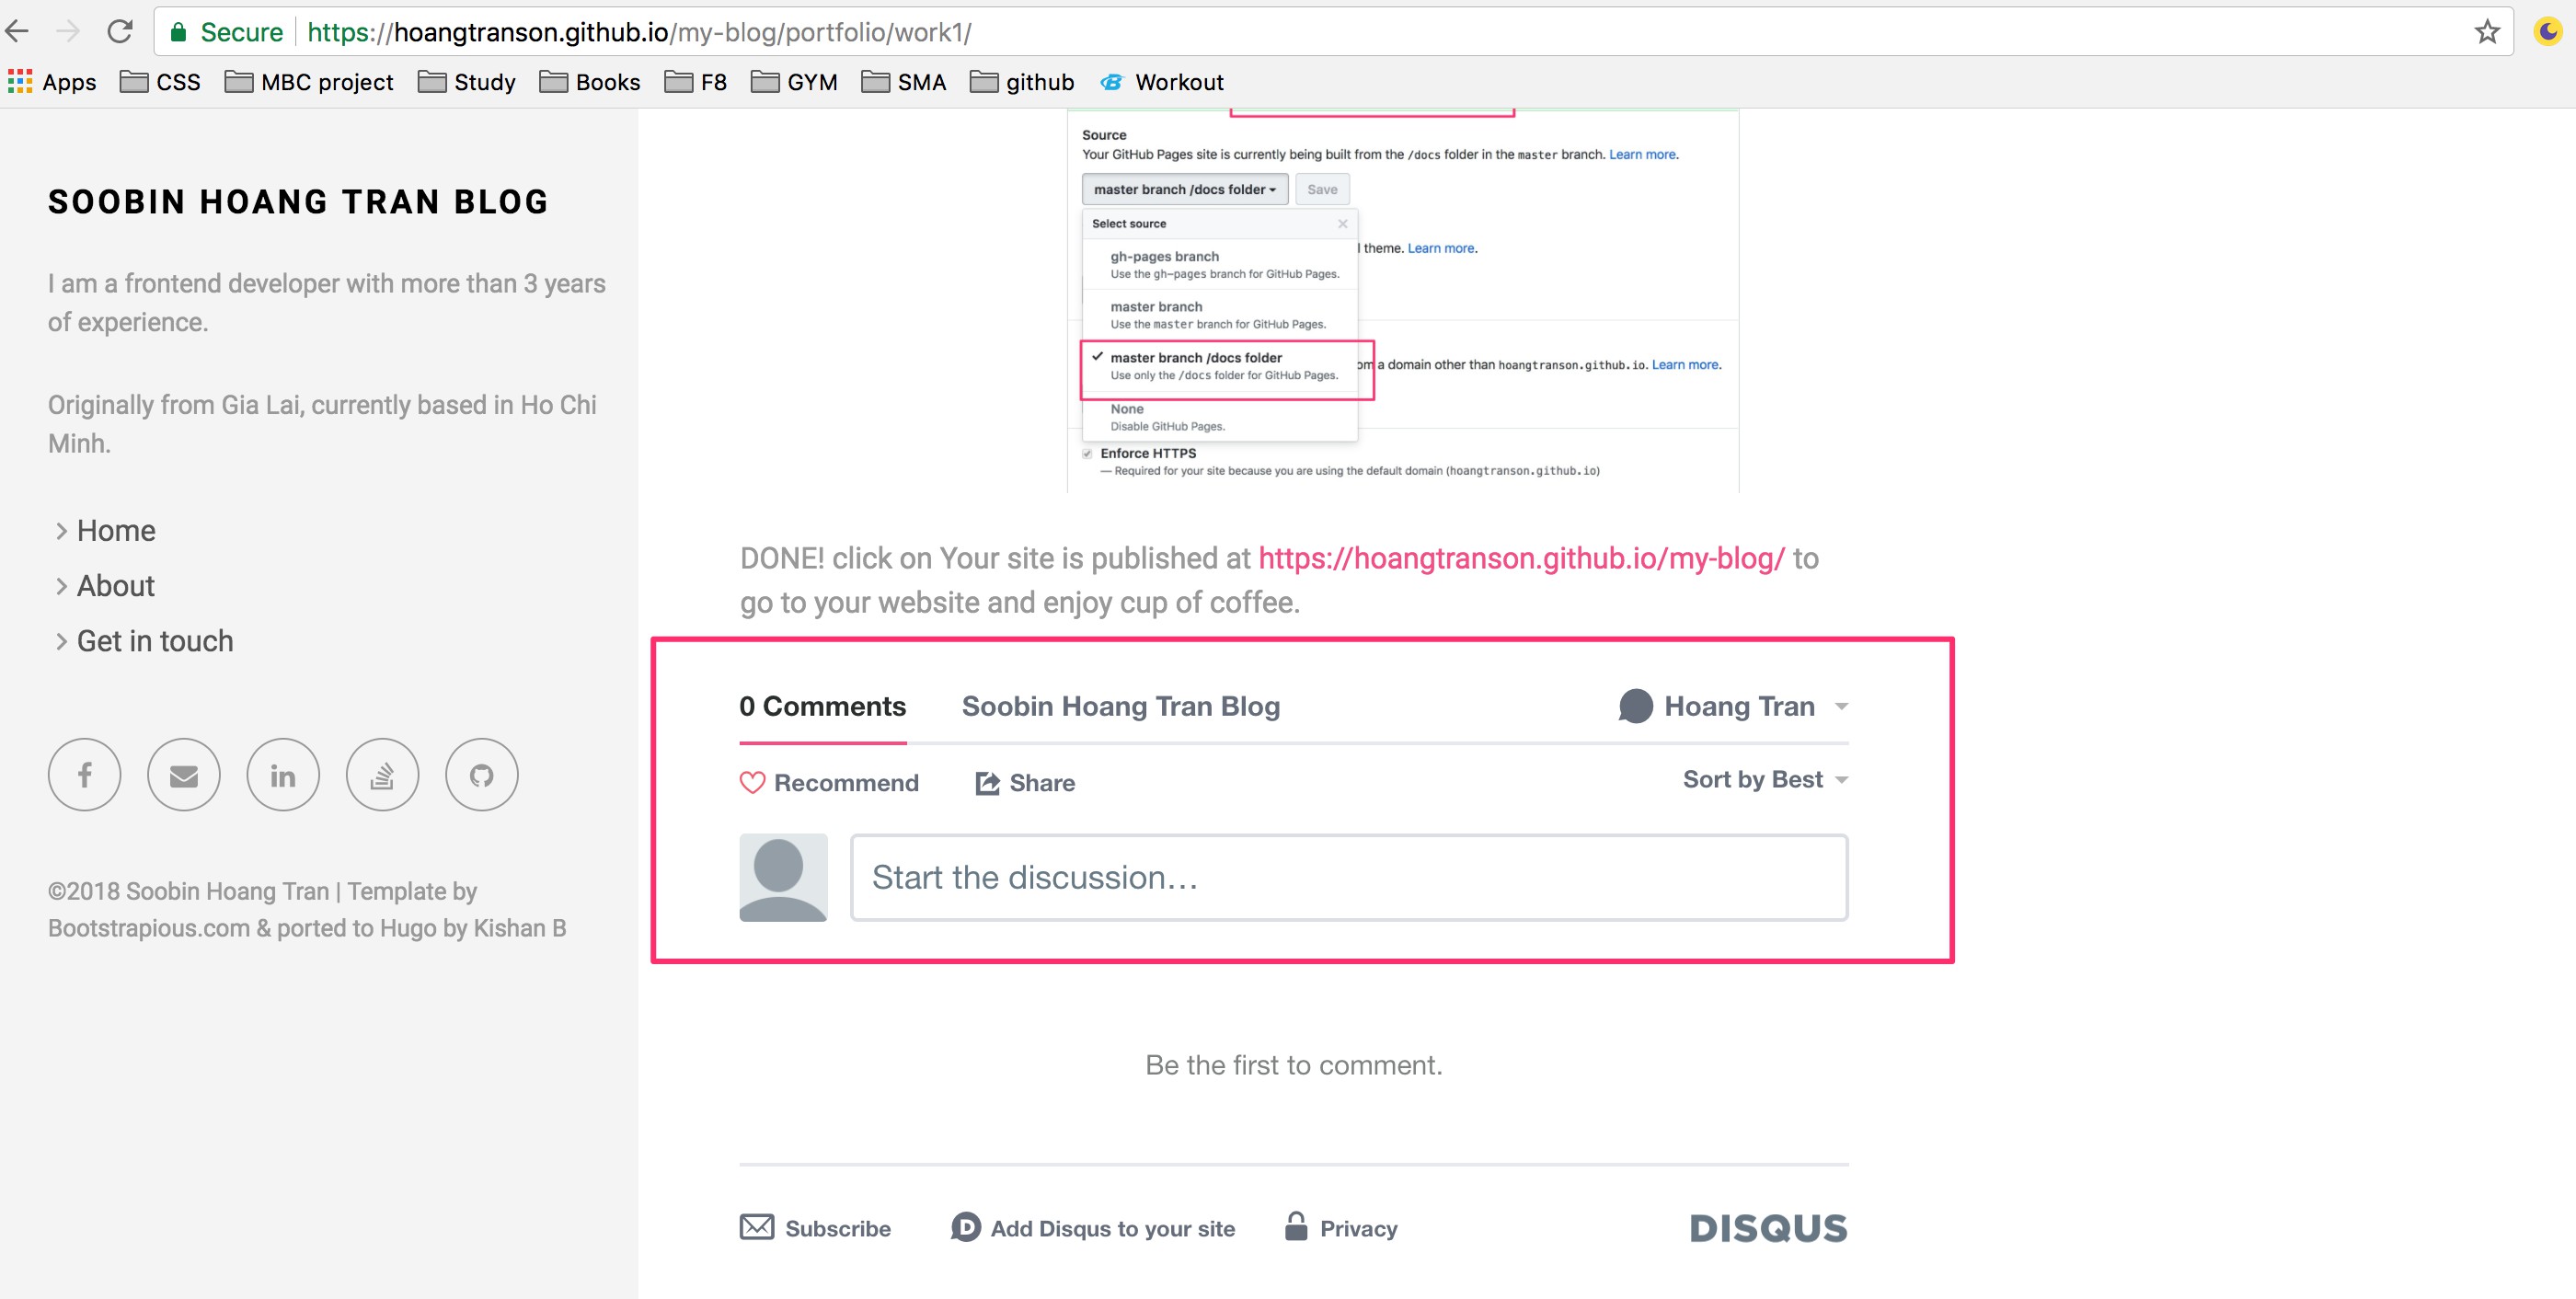 Secure https://hoangtranson.github.io/my-blog/portfolio/work1/
Apps CSS MBC project Study Books F8 GYM SMA github Workout
SOOBIN HOANG TRAN BLOG
I am a frontend developer with more than 3 years
of experience.
Originally from Gia Lai, currently based in Ho Chi
Minh.
Home
About
Get in touch
©2018 Soobin Hoang Tran | Template by
Bootstrapious.com & ported to Hugo by Kishan B
Source
Your GitHub Pages site is currently being built from the /docs folder in the master branch. Learn more.
master branch /docs folder Save
Select source
gh-pages branch
Use the gh-pages branch for GitHub Pages.
theme. Learn more.
master branch
Use the master branch for GitHub Pages.
master branch /docs folder
Use only the /docs folder for GitHub Pages.
a domain other than hoangtranson.github.io. Learn more.
None
Disable GitHub Pages.
Enforce HTTPS
— Required for your site because you are using the default domain (hoangtranson.github.io)
DONE! click on Your site is published at https://hoangtranson.github.io/my-blog/ to
go to your website and enjoy cup of coffee.
0 Comments Soobin Hoang Tran Blog Hoang Tran
Recommend Share Sort by Best
Start the discussion...
Be the first to comment.
Subscribe Add Disqus to your site Privacy DISQUS